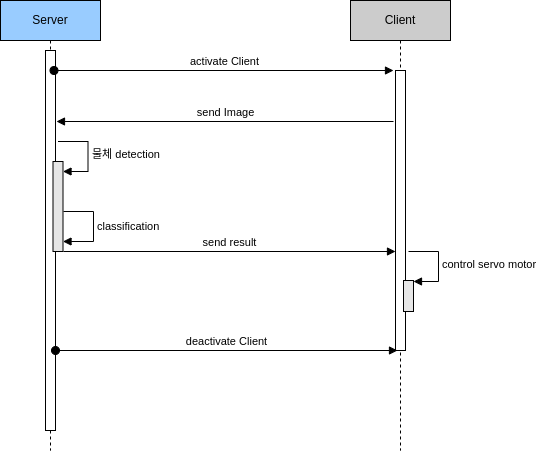 Server
Client
activate Client
send Image
물체 detection
classification
send result
control servo motor
deactivate Client